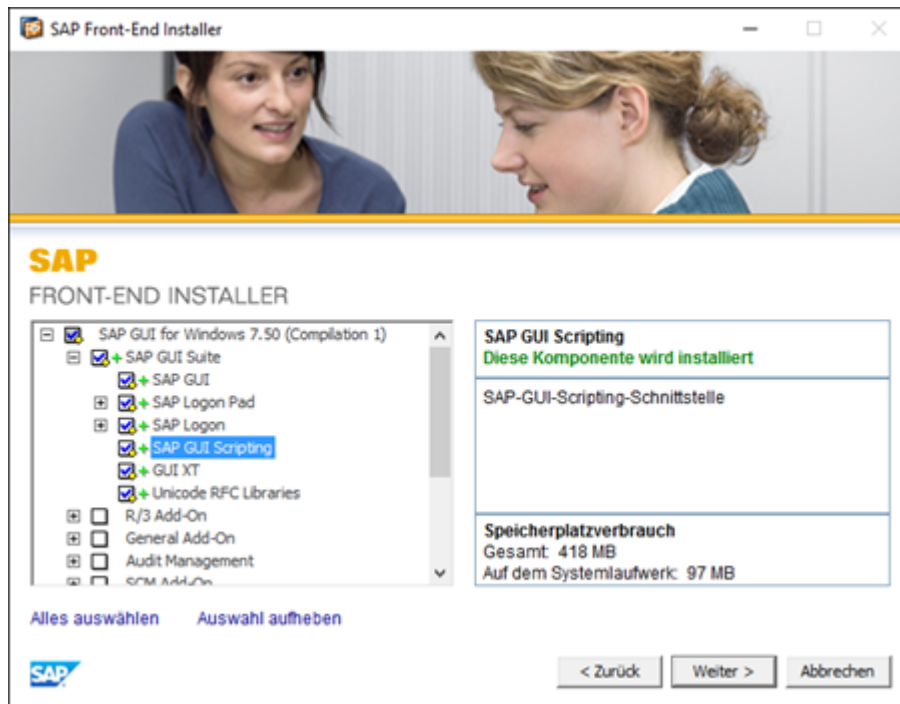 SAP Front-End Installer
SAP
FRONT-END INSTALLER
SAP GUI for Windows 7.50 (Compilation 1)
SAP GUI Suite
SAP GUI
SAP Logon Pad
SAP Logon
SAP GUI Scripting
GUI XT
Unicode RFC Libraries
R/3 Add-On
General Add-On
Audit Management
SCM Add-On
SAP GUI Scripting
Diese Komponente wird installiert
SAP-GUI-Scripting-Schnittstelle
Speicherplatzverbrauch
Gesamt: 418 MB
Auf dem Systemlaufwerk: 97 MB
Alles auswählen Auswahl aufheben
SAP
< Zurück Weiter > Abbrechen